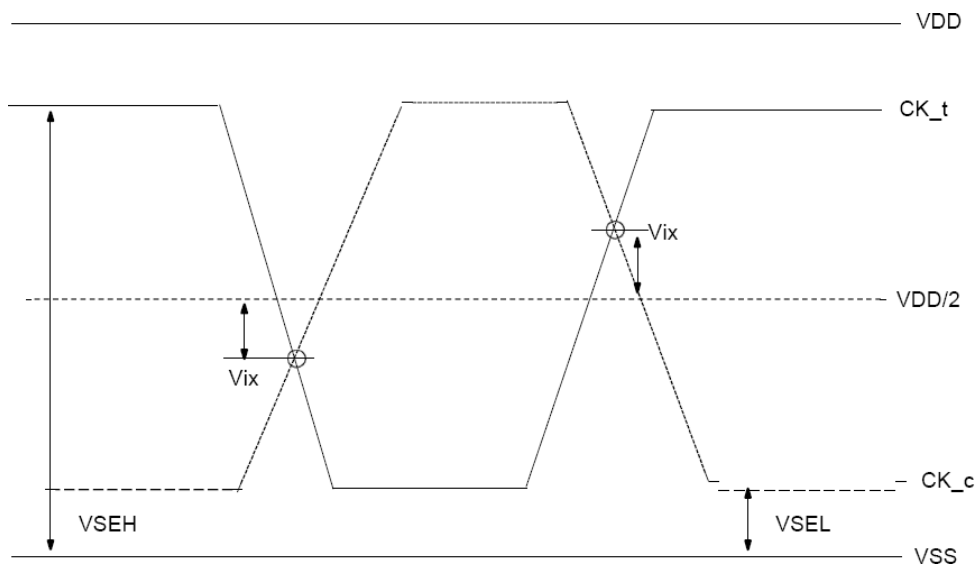 VDD
CK_t
Vix
VDD/2
Vix
CK_c
VSEH
VSEL
VSS